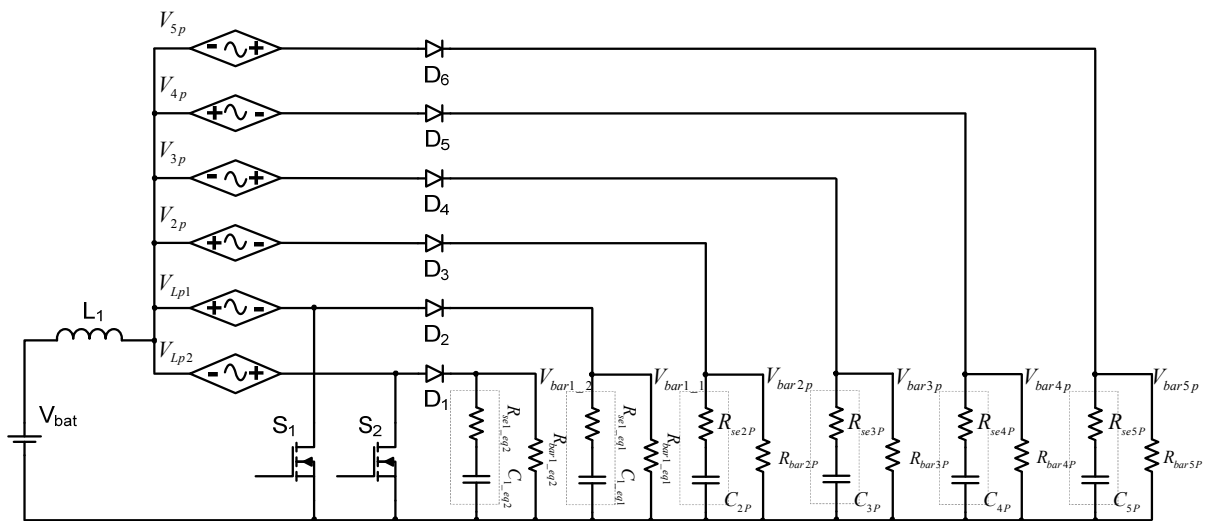 V5p
D6
V4p
D5
V3p
D4
V2p
D3
VLp1
D2
L1
VLp2
D1
Vbar1_2
Vbar1_1
Vbar2p
Vbar3p
Vbar4p
Vbar5p
Vbat
S1
S2
Rse1_eq2
Rbar1_eq2
C1_eq2
Rse1_eq1
Rbar1_eq1
C1_eq1
Rse2P
Rbar2P
C2P
Rse3P
Rbar3P
C3P
Rse4P
Rbar4P
C4P
Rse5P
Rbar5P
C5P